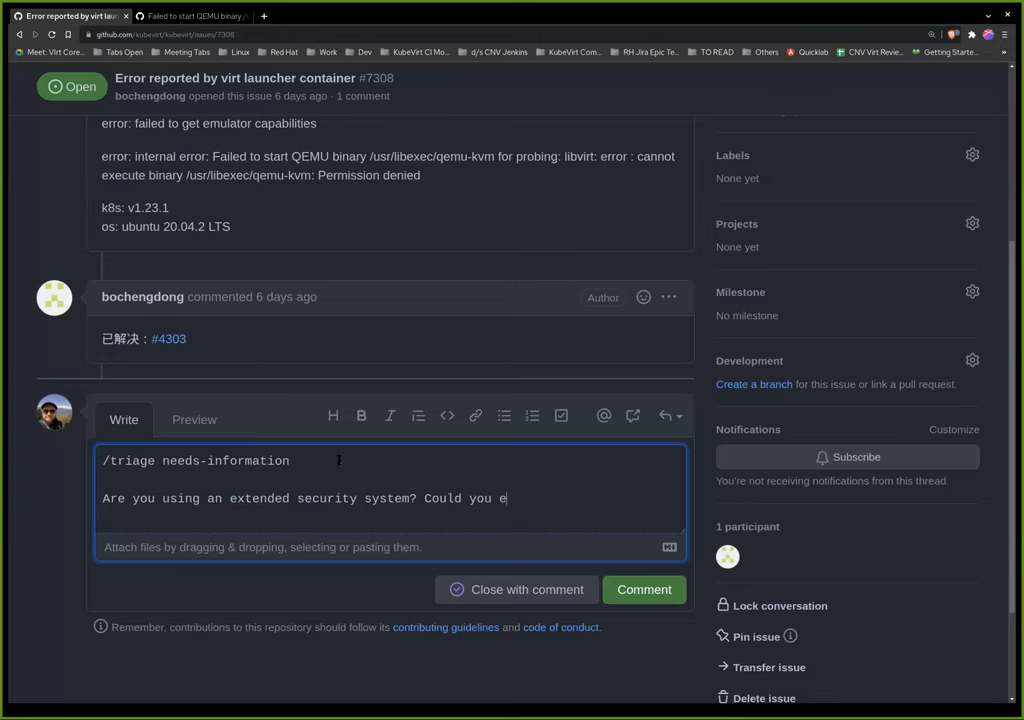 Error reported by virt laun
Failed to start QEMU binary /u
github.com/kubevirt/kubevirt/issues/7308
Meet: VIrt Core... Tabs Open Meeting Tabs Linux Red Hat Work Dev KubeVirt CI Mo... d/s CNV Jenkins KubeVirt Com... RH Jira Epic Te... TO READ Others Quicklab CNV Virt Revie... Getting Starte...
Open
Error reported by virt launcher container #7308
bochengdong opened this issue 6 days ago · 1 comment
error: failed to get emulator capabilities
error: internal error: Failed to start QEMU binary /usr/libexec/qemu-kvm for probing: libvirt: error : cannot
execute binary /usr/libexec/qemu-kvm: Permission denied
k8s: v1.23.1
os: ubuntu 20.04.2 LTS
bochengdong commented 6 days ago
Author
已解决：#4303
Write
Preview
/triage needs-information
Are you using an extended security system? Could you e
Attach files by dragging & dropping, selecting or pasting them.
Close with comment
Comment
Remember, contributions to this repository should follow its contributing guidelines and code of conduct.
Labels
None yet
Projects
None yet
Milestone
No milestone
Development
Create a branch for this issue or link a pull request.
Notifications
Customize
Subscribe
You're not receiving notifications from this thread.
1 participant
Lock conversation
Pin issue
Transfer issue
Delete issue